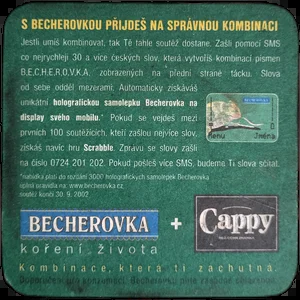 S BECHEROVKOU PŘIJDEŠ NA SPRÁVNOU KOMBINACI
Jestli umíš kombinovat, tak Tě tahle soutěž dostane. Zašli pomocí SMS
co nejrychleji 30 a více českých slov, která vytvoříš kombinací písmen
B,E,C,H,E,R,O,V,K,A, zobrazených na přední straně tácku. Slova
od sebe odděl mezerami. Automaticky získáváš
unikátní holografickou samolepku Becherovka na
display svého mobilu.* Pokud se vejdeš mezi
prvních 100 soutěžících, kteří zašlou nejvíce slov,
získáš navíc hru Scrabble. Zprávu se slovy zašli
na číslo 0724 201 202. Pokud pošleš více SMS, budeme Ti slova sčítat.
*nabídka platí do rozdání 3000 holografických samolepek Becherovka
úplná pravidla na: www.becherovka.cz
soutěž končí 30. 9. 2002
Menu Jména
BECHEROVKA + Cappy
koření života
Kombinace, která ti zachutná.